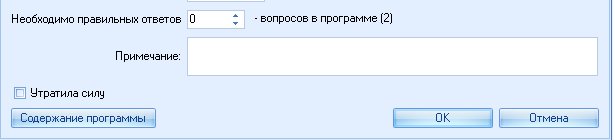 Необходимо правильных ответов 0 - вопросов в программе (2)
Примечание:
Утратила силу
Содержание программы OK Отмена